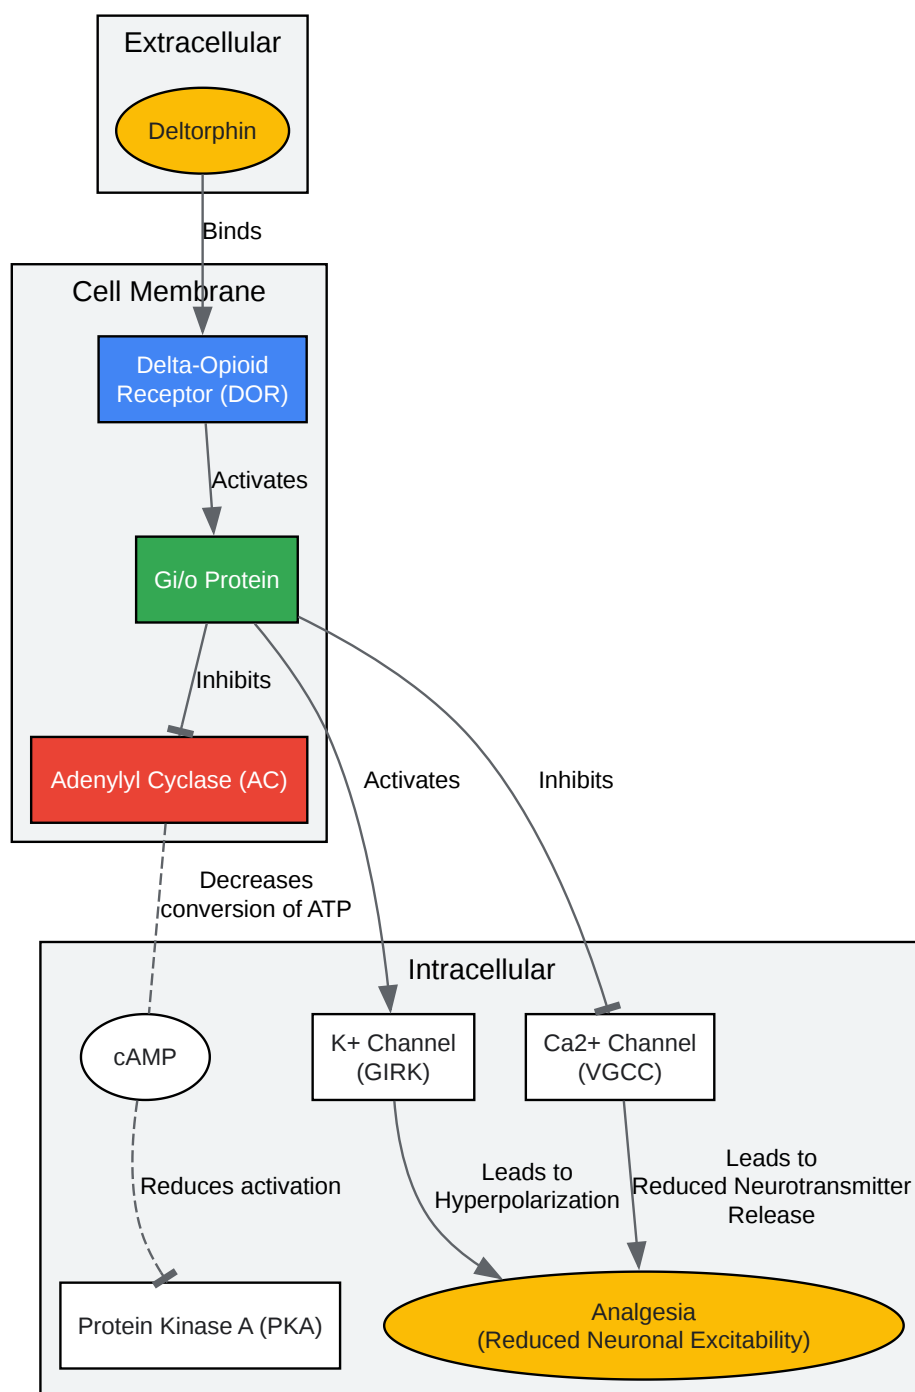 Extracellular
Deltorphin
Binds
Cell Membrane
Delta-Opioid
Receptor (DOR)
Activates
Gi/o Protein
Inhibits
Adenylyl Cyclase (AC)
Activates
Inhibits
Decreases
conversion of ATP
Intracellular
cAMP
K+ Channel
(GIRK)
Ca2+ Channel
(VGCC)
Reduces activation
Leads to
Hyperpolarization
Leads to
Reduced Neurotransmitter
Release
Protein Kinase A (PKA)
Analgesia
(Reduced Neuronal Excitability)